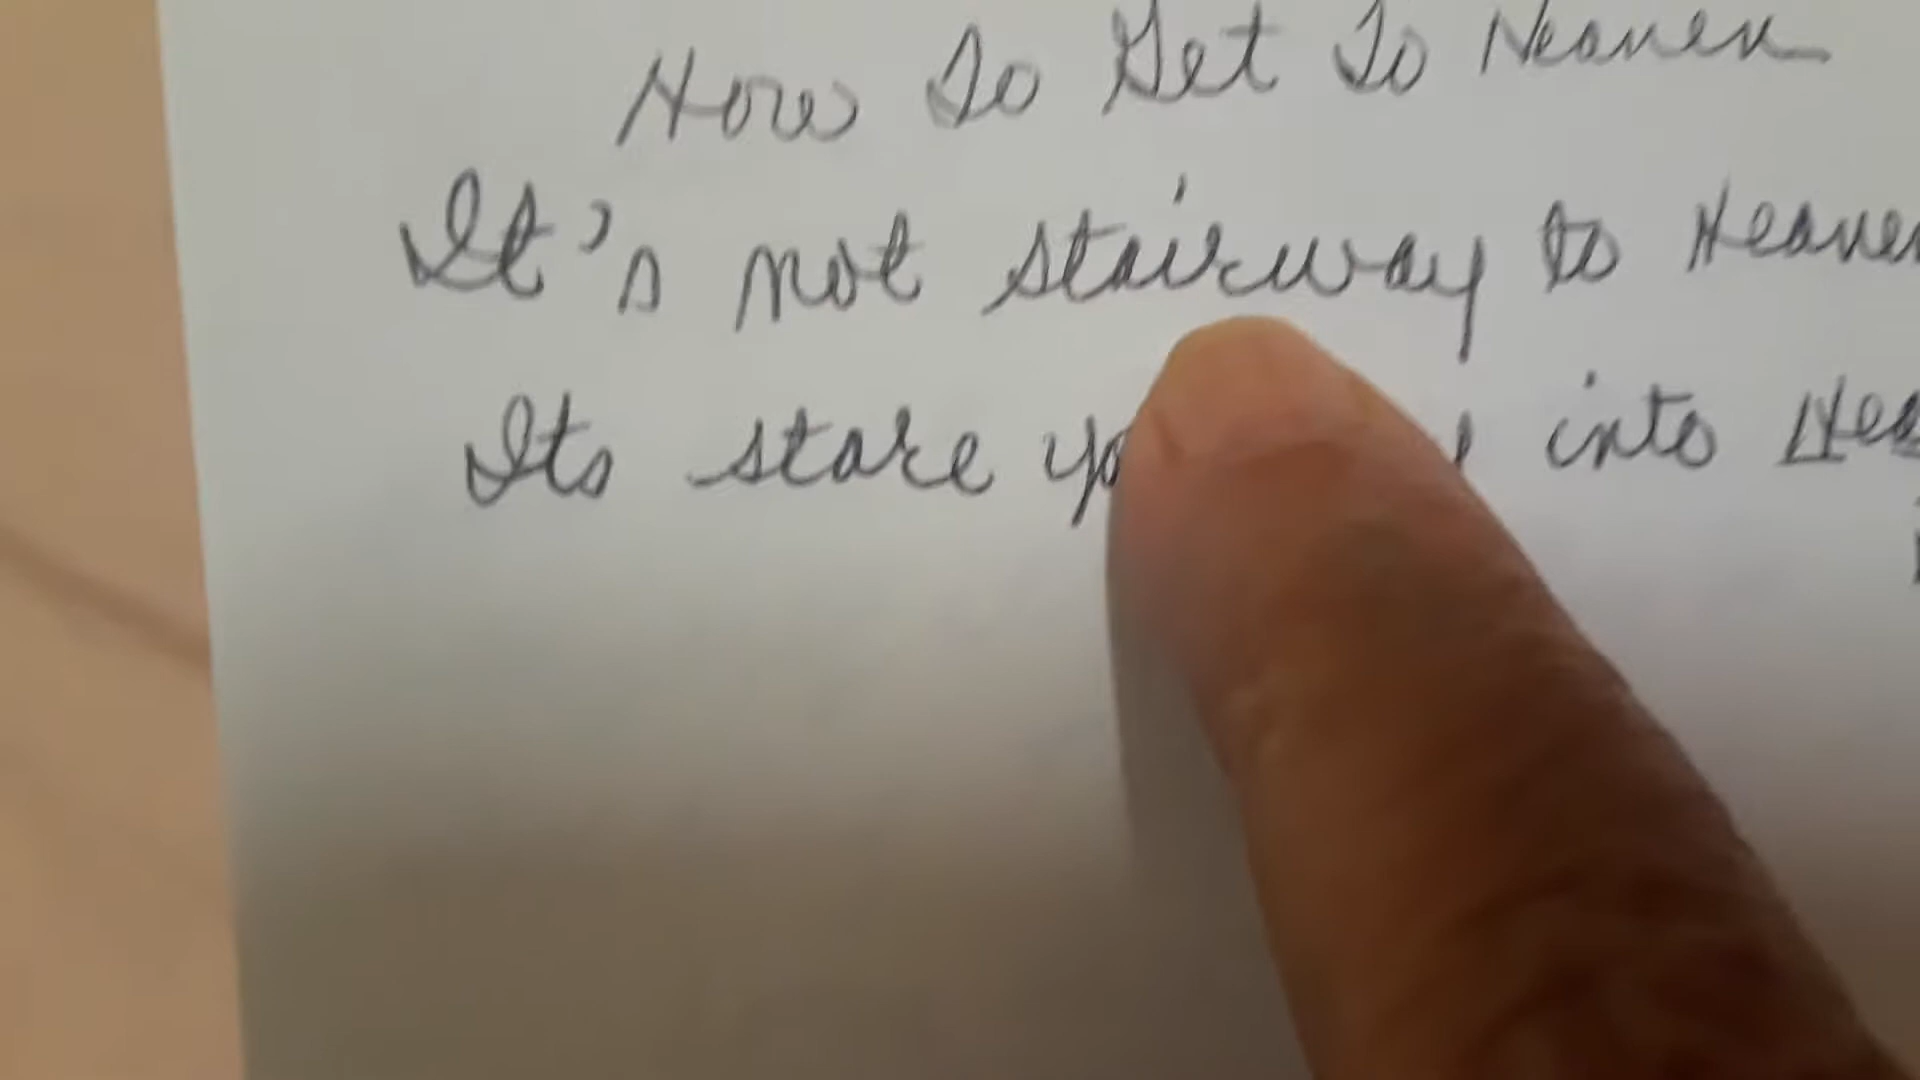 How To Get To Heaven
It's not stairway to Heaven
Its stare into